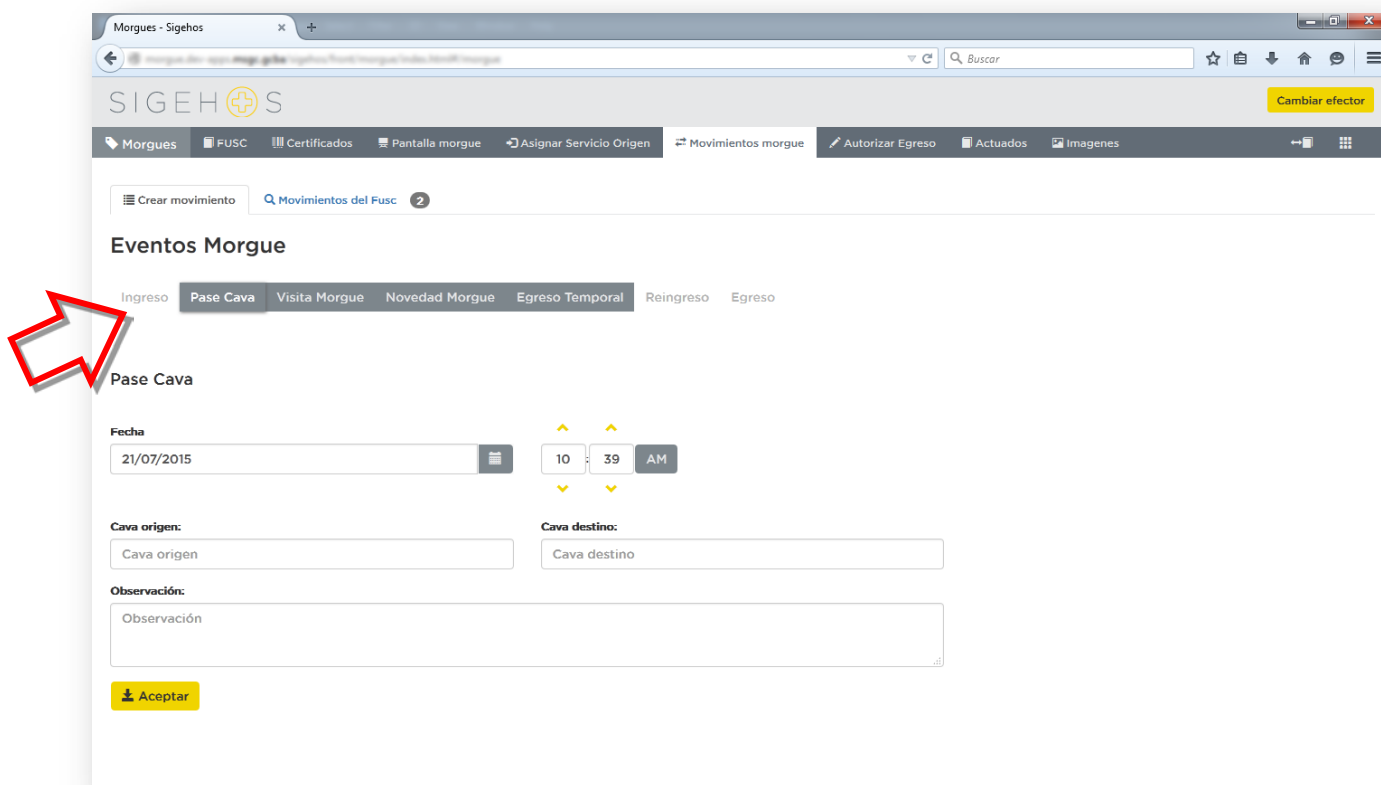 Morgues - Sigehos
Buscar
SIGEHOS
Cambiar efector
Morgues FUSC Certificados Pantalla morgue Asignar Servicio Origen Movimientos morgue Autorizar Egreso Actuados Imagenes
Crear movimiento Movimientos del Fusc 2
Eventos Morgue
Ingreso Pase Cava Visita Morgue Novedad Morgue Egreso Temporal Reingreso Egreso
Pase Cava
Fecha
21/07/2015 10 : 39 AM
Cava origen: Cava destino:
Cava origen Cava destino
Observación:
Observación
Aceptar